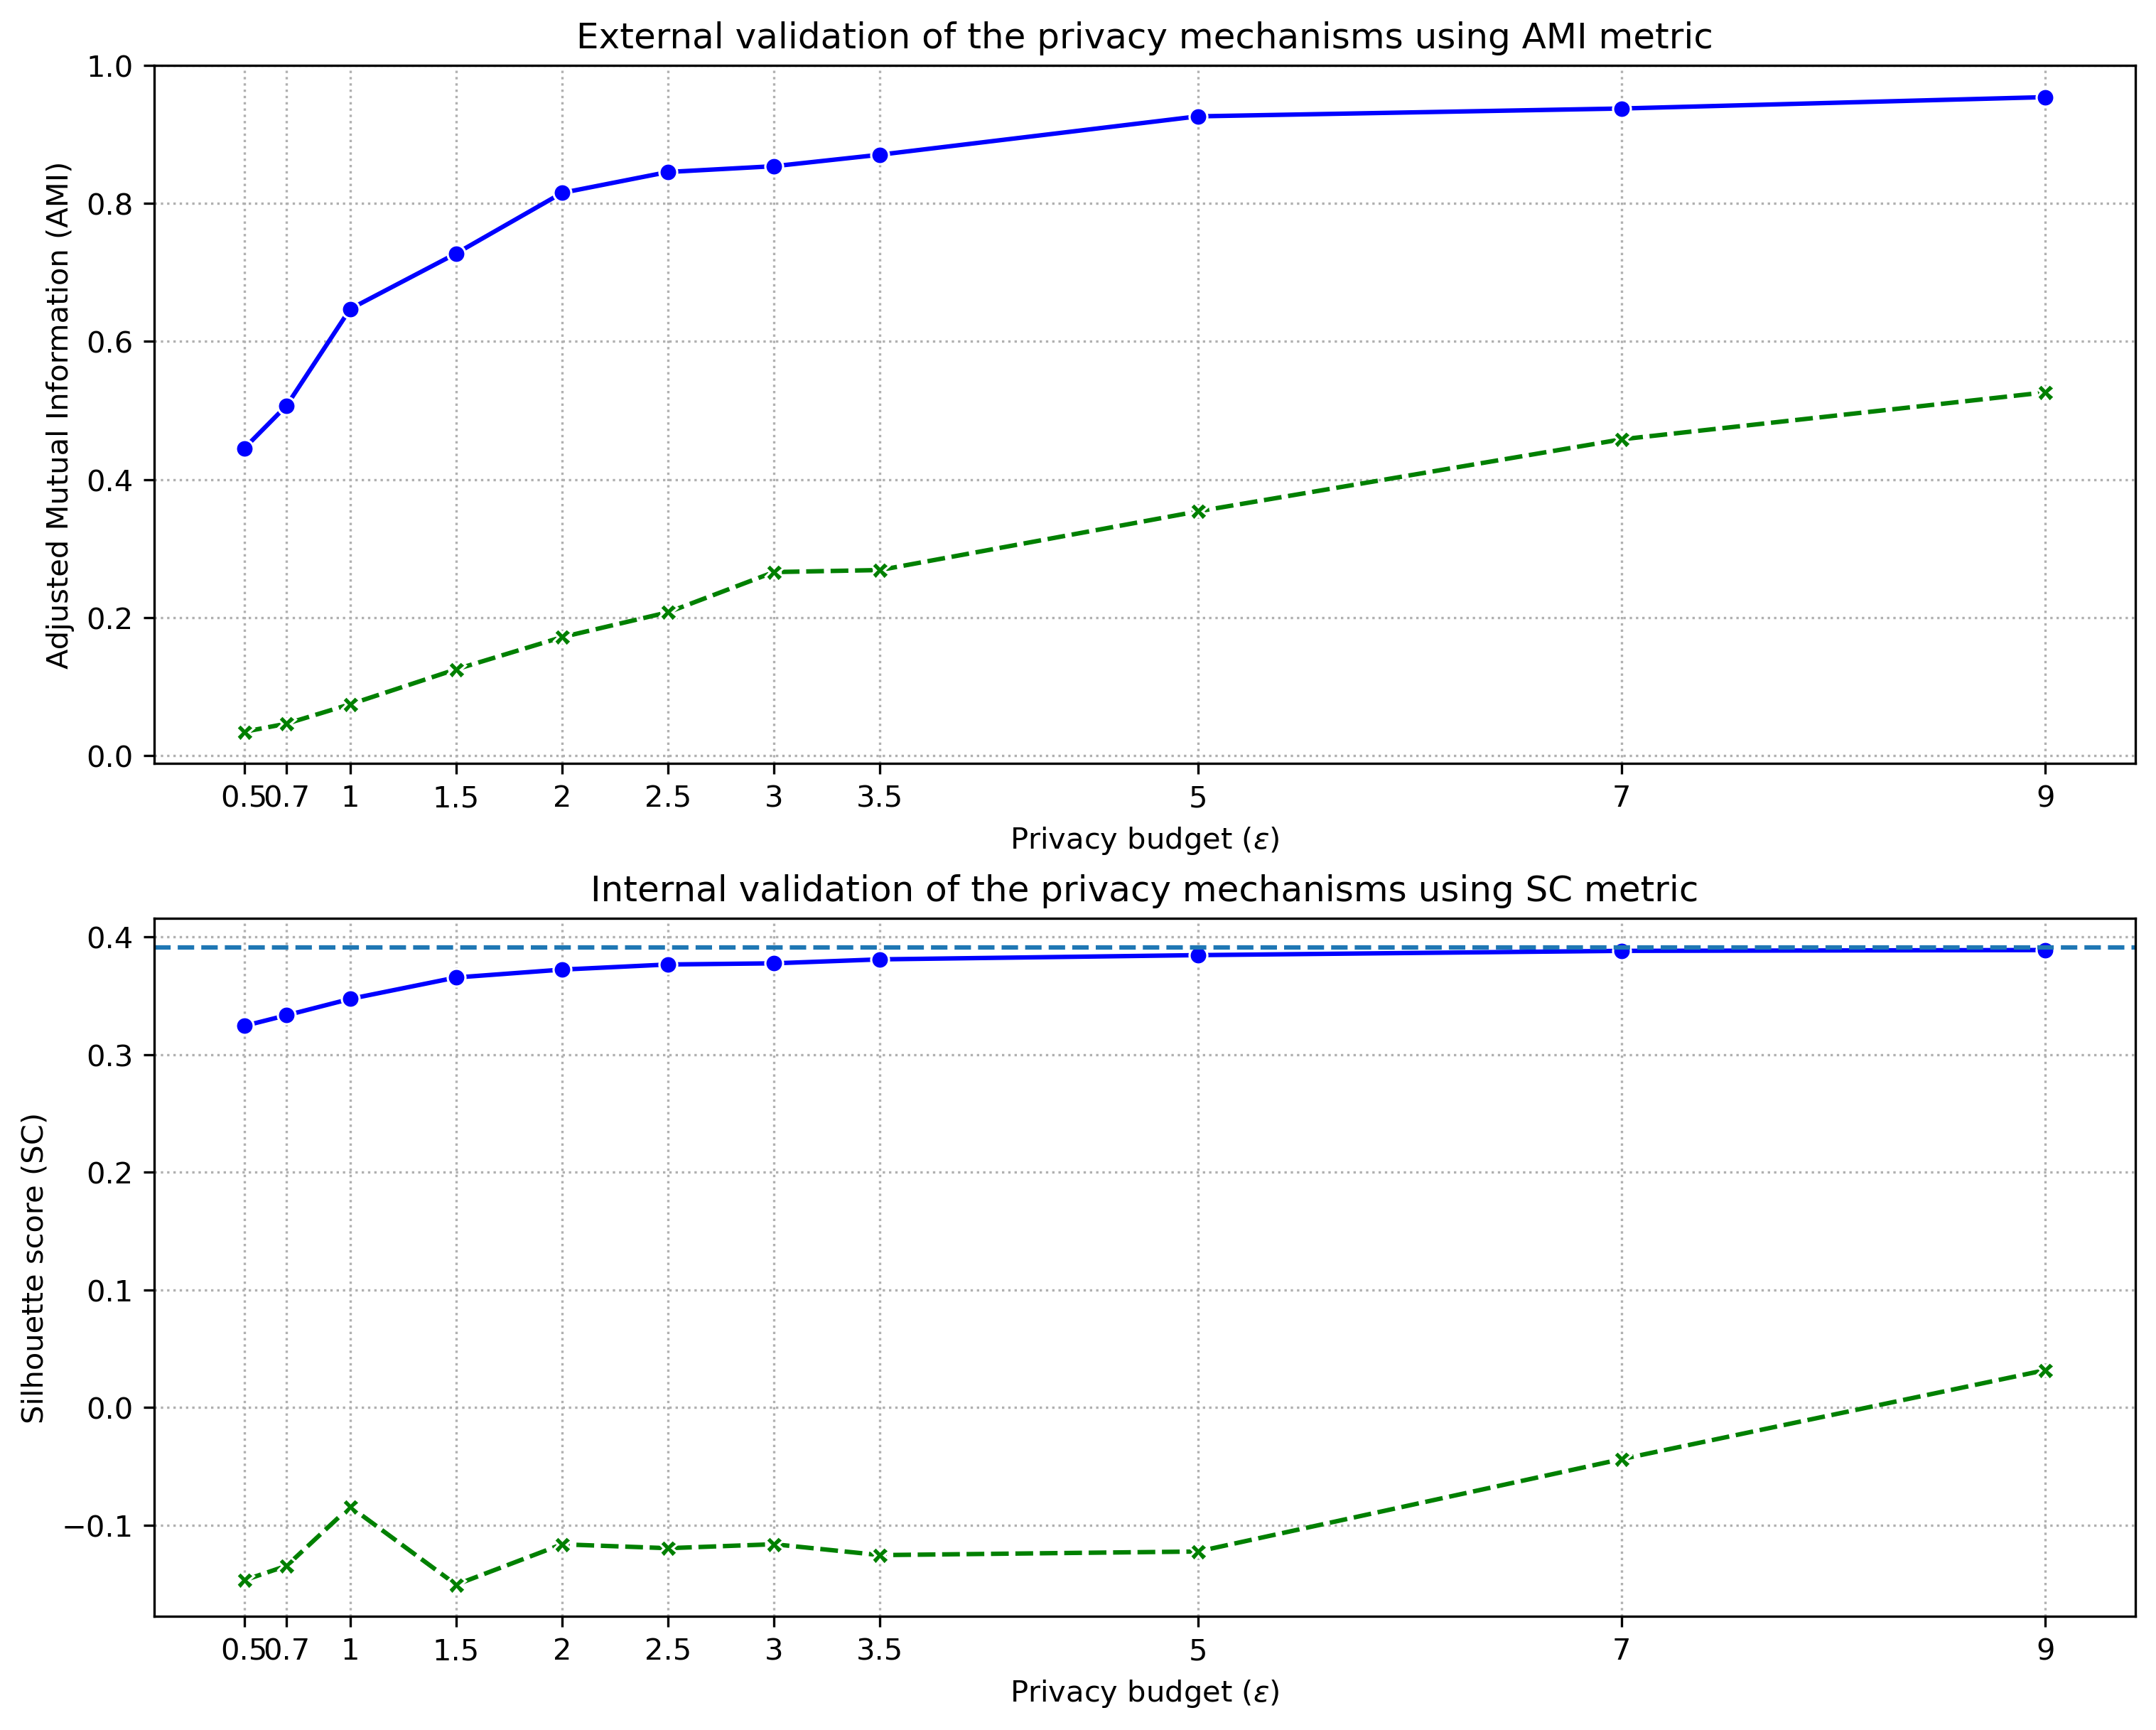 External validation of the privacy mechanisms using AMI metric
Adjusted Mutual Information (AMI)
1.0
0.8
0.6
0.4
0.2
0.0
0.5 0.7 1 1.5 2 2.5 3 3.5 5 7 9
Privacy budget (ε)
Internal validation of the privacy mechanisms using SC metric
Silhouette score (SC)
0.4
0.3
0.2
0.1
0.0
−0.1
0.5 0.7 1 1.5 2 2.5 3 3.5 5 7 9
Privacy budget (ε)